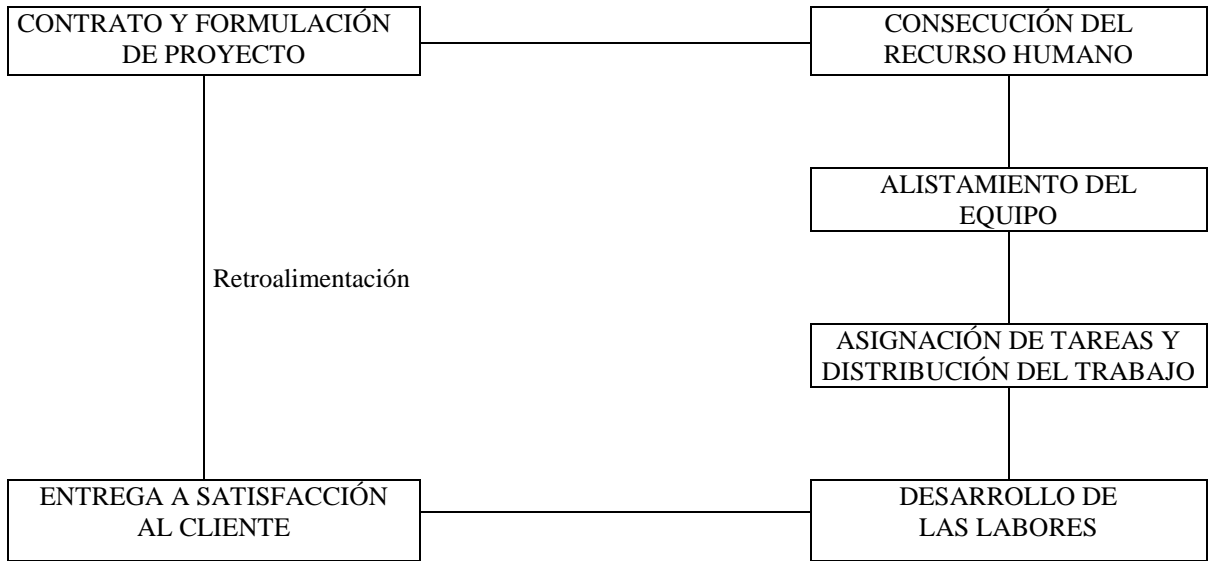 CONTRATO Y FORMULACIÓN
DE PROYECTO
CONSECUCIÓN DEL
RECURSO HUMANO
ALISTAMIENTO DEL
EQUIPO
Retroalimentación
ASIGNACIÓN DE TAREAS Y
DISTRIBUCIÓN DEL TRABAJO
ENTREGA A SATISFACCIÓN
AL CLIENTE
DESARROLLO DE
LAS LABORES